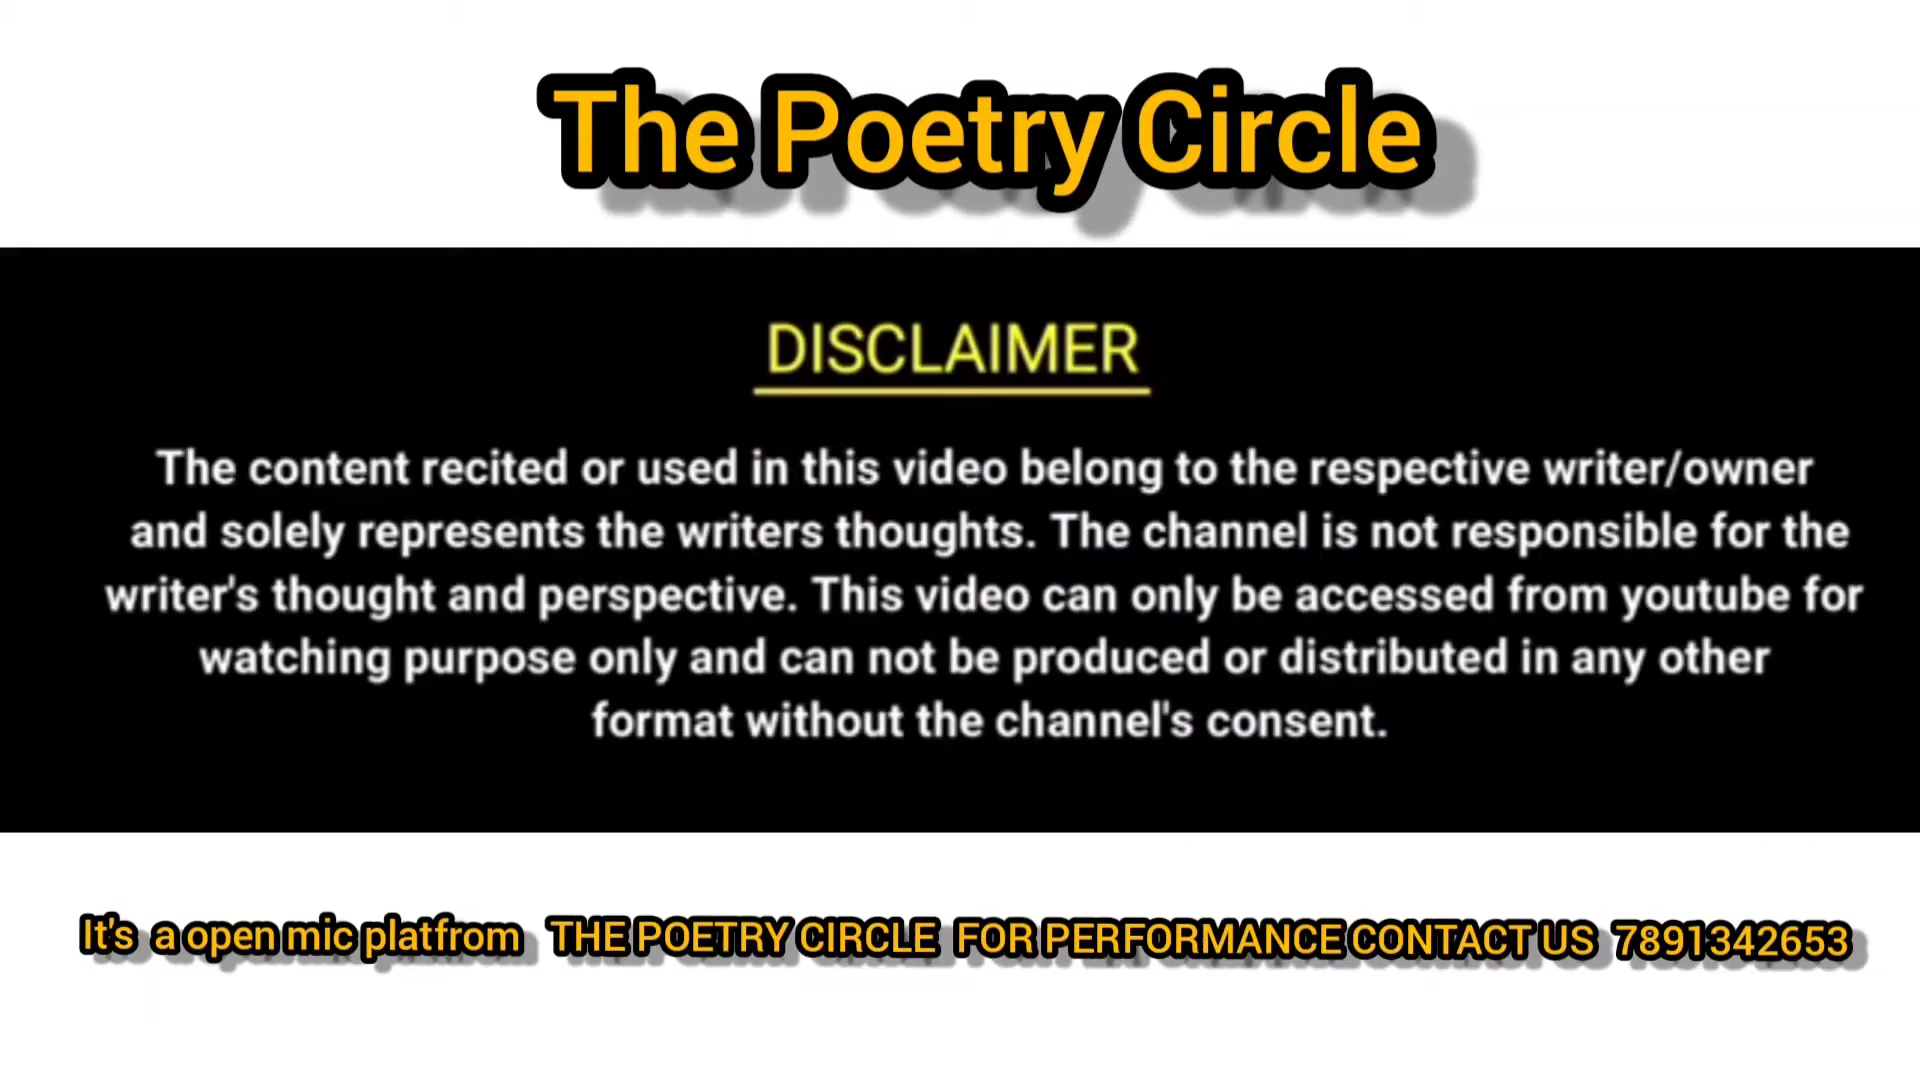 The Poetry Circle
DISCLAIMER
The content recited or used in this video belong to the respective writer/owner
and solely represents the writers thoughts. The channel is not responsible for the
writer's thought and perspective. This video can only be accessed from youtube for
watching purpose only and can not be produced or distributed in any other
format without the channel's consent.
It's a open mic platfrom THE POETRY CIRCLE FOR PERFORMANCE CONTACT US 7891342653